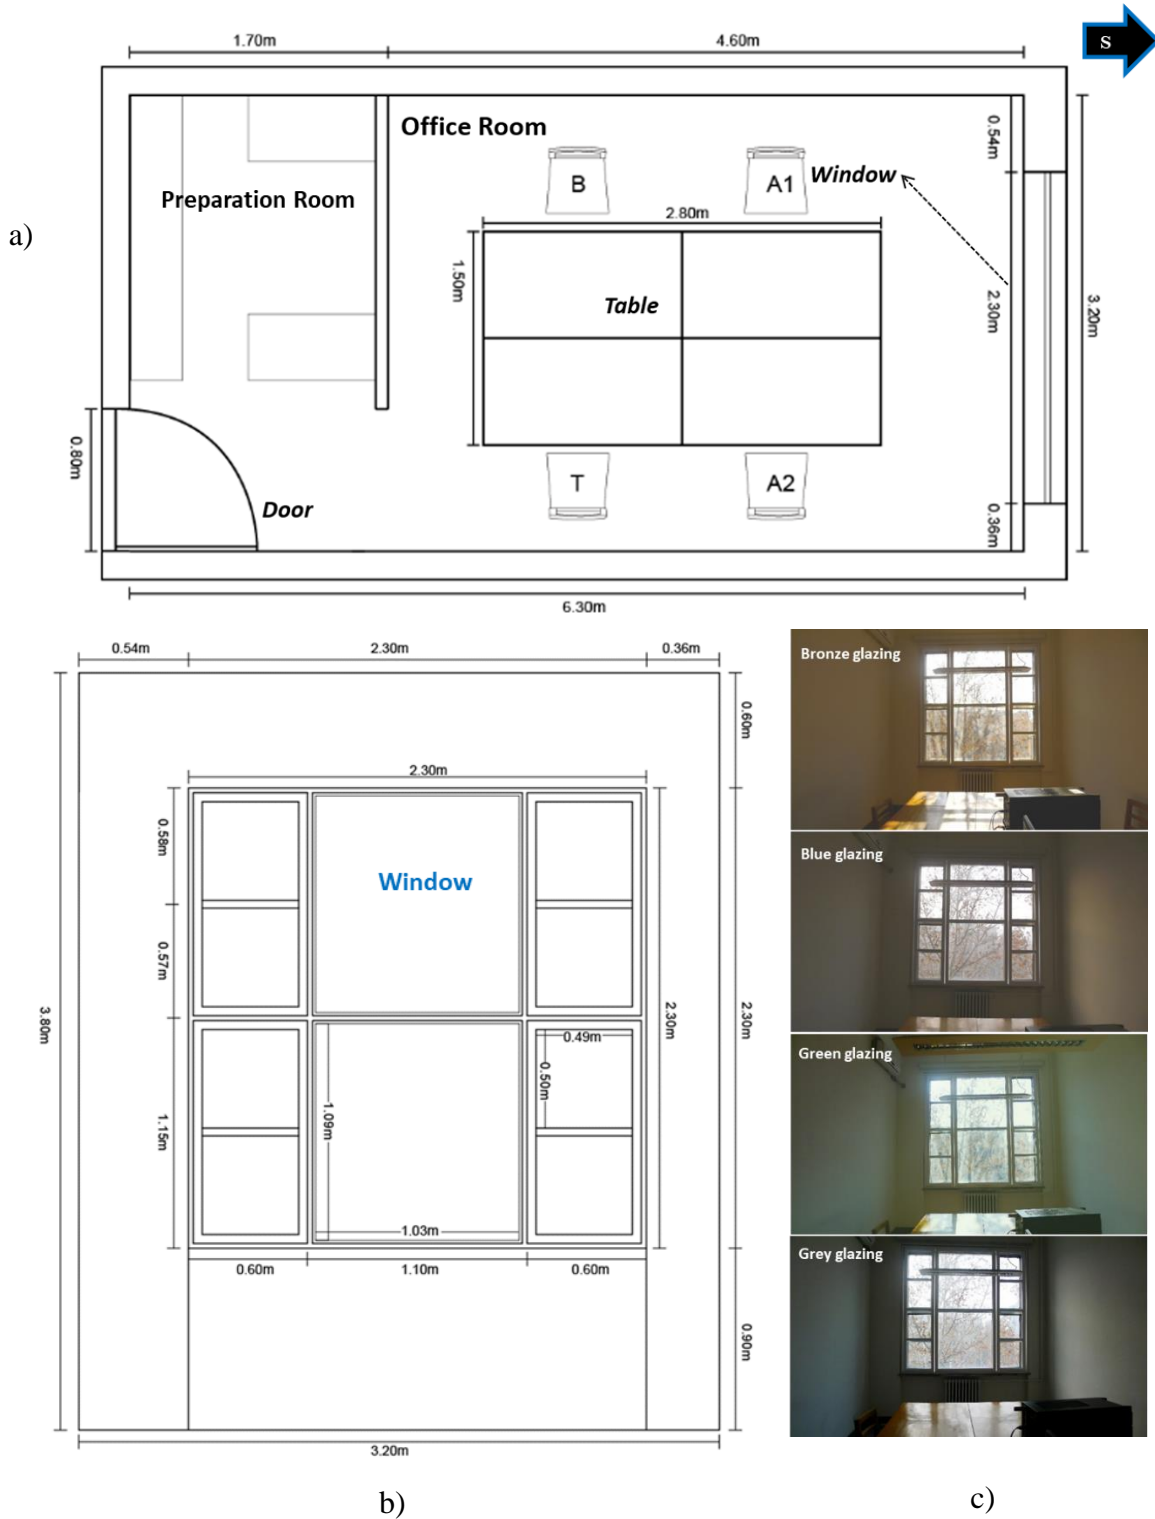 1.70m
4.60m
S
Office Room
0.54m
B
A1
Window
Preparation Room
2.80m
a)
1.50m
Table
2.30m
3.20m
0.80m
T
A2
Door
0.36m
6.30m
0.54m
2.30m
0.36m
Bronze glazing
0.60m
2.30m
0.58m
Window
Blue glazing
0.57m
3.80m
2.30m
2.30m
0.49m
Green glazing
0.50m
1.09m
1.15m
1.03m
Grey glazing
0.60m
1.10m
0.60m
0.90m
3.20m
b)
c)